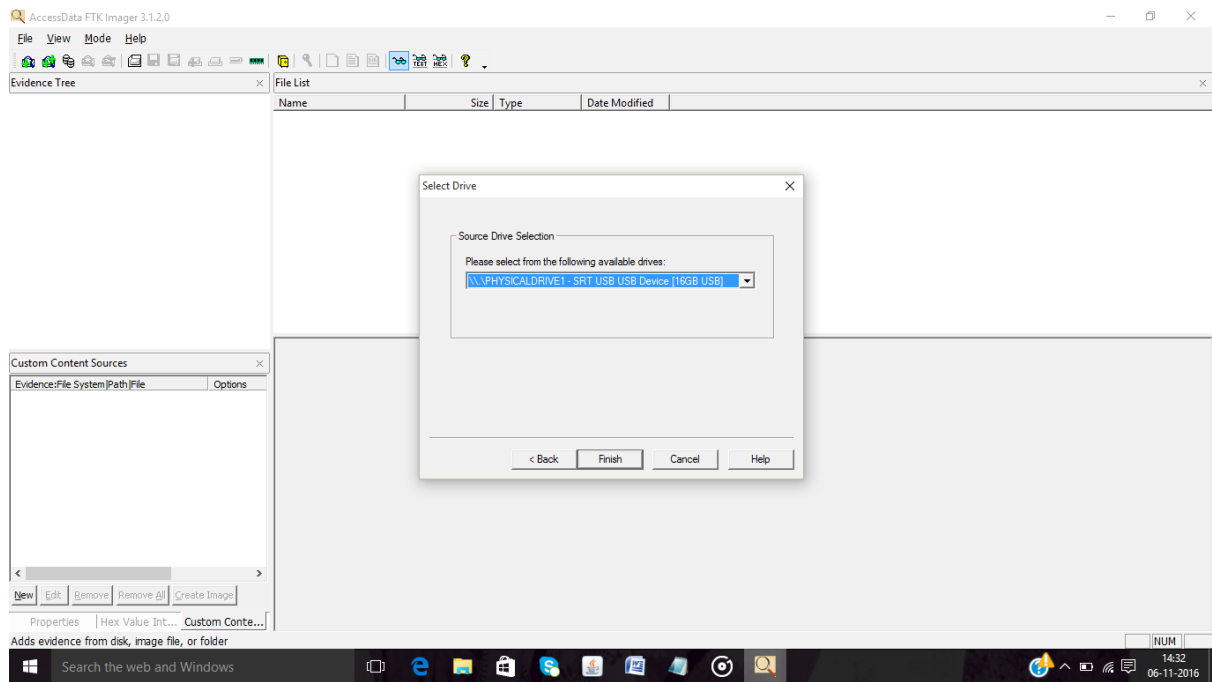 AccessData FTK Imager 3.1.2.0
File View Mode Help
TEXT HEX
Evidence Tree
File List
Name Size Type Date Modified
Select Drive
Source Drive Selection
Please select from the following available drives:
\\.\PHYSICALDRIVE1 - SRT USB USB Device [16GB USB]
< Back Finish Cancel Help
Custom Content Sources
Evidence:File System|Path|File Options
New Edit Remove Remove All Create Image
Properties Hex Value Int... Custom Conte...
Adds evidence from disk, image file, or folder
NUM
Search the web and Windows
14:32
06-11-2016